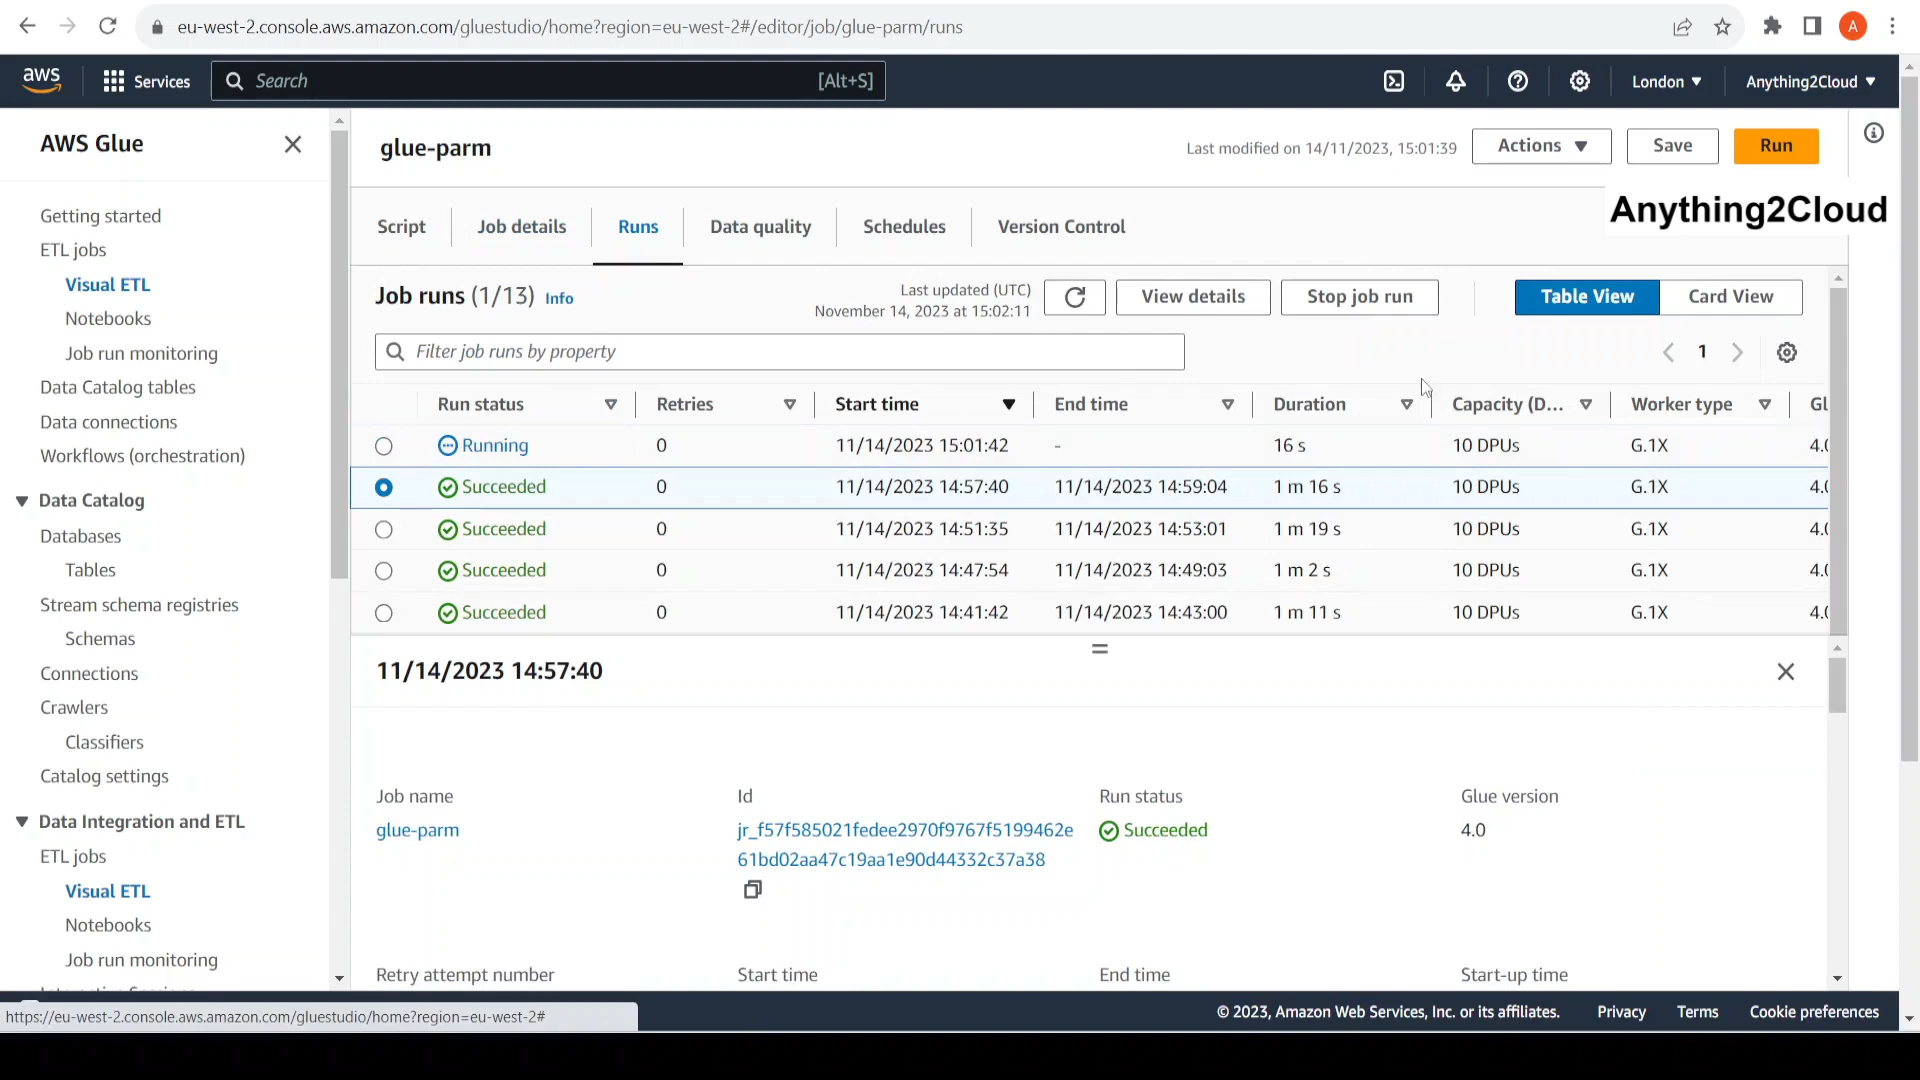 eu-west-2.console.aws.amazon.com/gluestudio/home?region=eu-west-2#/editor/job/glue-parm/runs
A
aws
Services
Search
[Alt+S]
London
Anything2Cloud
AWS Glue
Getting started
ETL jobs
Visual ETL
Notebooks
Job run monitoring
Data Catalog tables
Data connections
Workflows (orchestration)
Data Catalog
Databases
Tables
Stream schema registries
Schemas
Connections
Crawlers
Classifiers
Catalog settings
Data Integration and ETL
ETL jobs
Visual ETL
Notebooks
Job run monitoring
glue-parm
Last modified on 14/11/2023, 15:01:39
Actions
Save
Run
Anything2Cloud
Script
Job details
Runs
Data quality
Schedules
Version Control
Job runs (1/13) Info
Last updated (UTC)
November 14, 2023 at 15:02:11
View details
Stop job run
Table View
Card View
Filter job runs by property
1
Run status Retries Start time End time Duration Capacity (D... Worker type Gl
Running 0 11/14/2023 15:01:42 - 16 s 10 DPUs G.1X 4.0
Succeeded 0 11/14/2023 14:57:40 11/14/2023 14:59:04 1 m 16 s 10 DPUs G.1X 4.0
Succeeded 0 11/14/2023 14:51:35 11/14/2023 14:53:01 1 m 19 s 10 DPUs G.1X 4.0
Succeeded 0 11/14/2023 14:47:54 11/14/2023 14:49:03 1 m 2 s 10 DPUs G.1X 4.0
Succeeded 0 11/14/2023 14:41:42 11/14/2023 14:43:00 1 m 11 s 10 DPUs G.1X 4.0
11/14/2023 14:57:40
Job name
glue-parm
Id
jr_f57f585021fedee2970f9767f5199462e
61bd02aa47c19aa1e90d44332c37a38
Run status
Succeeded
Glue version
4.0
Retry attempt number
Start time
End time
Start-up time
https://eu-west-2.console.aws.amazon.com/gluestudio/home?region=eu-west-2#
© 2023, Amazon Web Services, Inc. or its affiliates.
Privacy
Terms
Cookie preferences